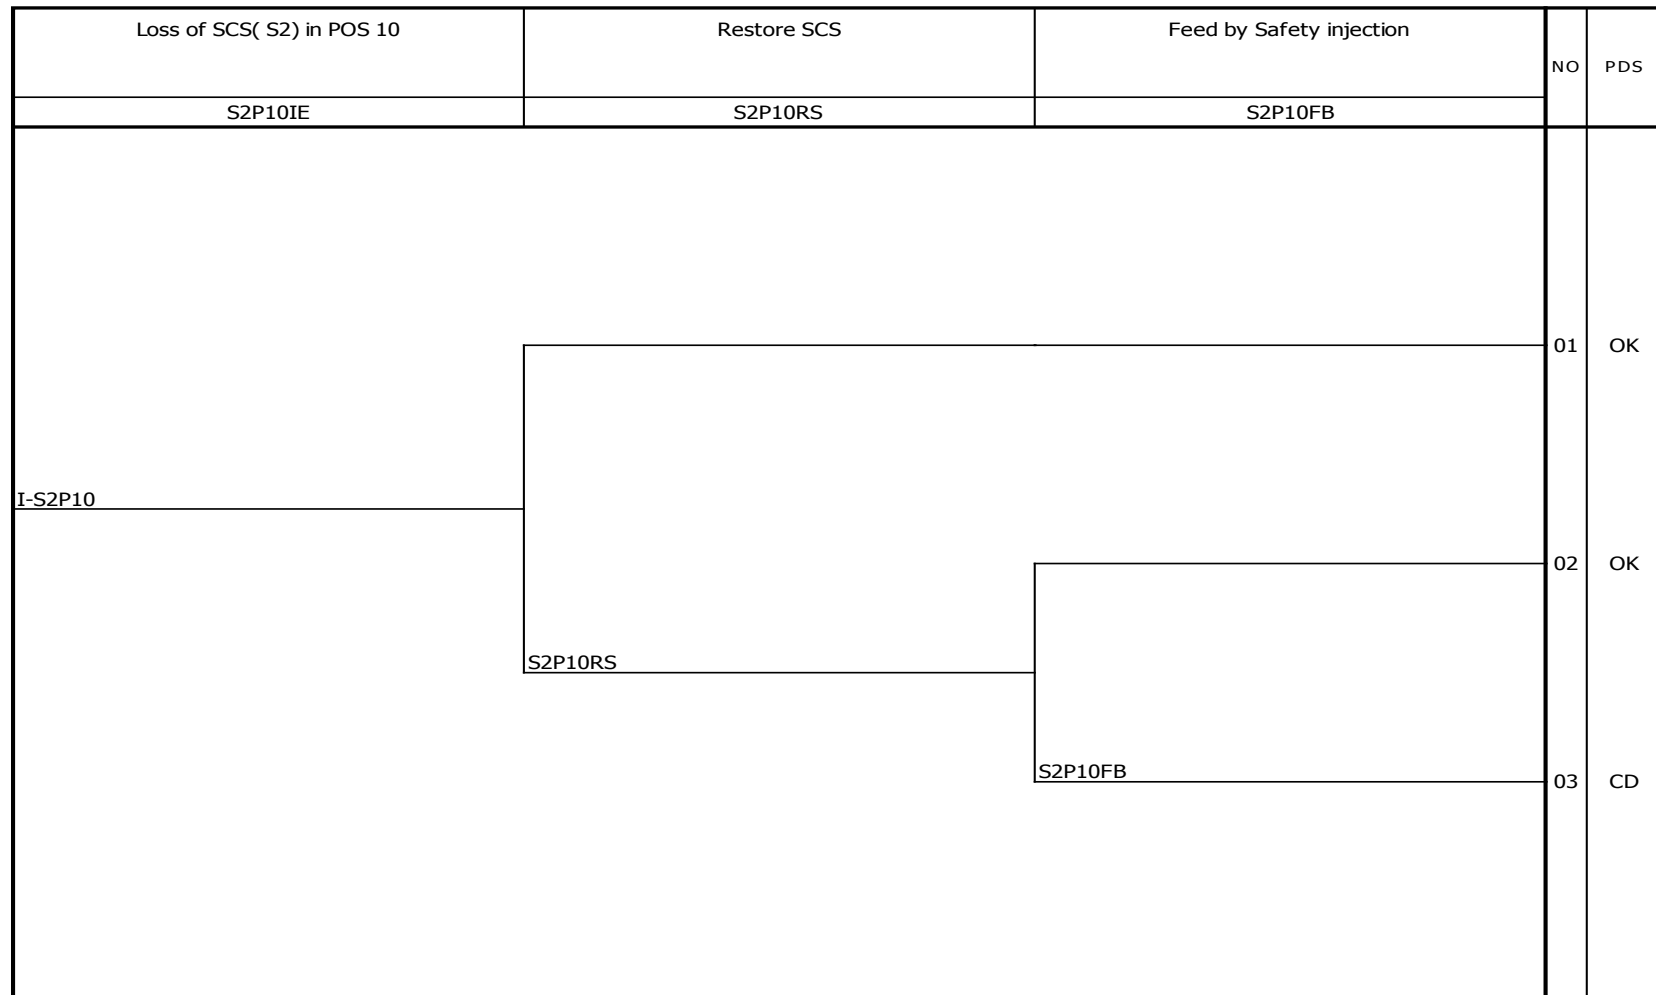 Loss of SCS( S2) in POS 10
Restore SCS
Feed by Safety injection
NO
PDS
S2P10IE
S2P10RS
S2P10FB
01
OK
I-S2P10
02
OK
S2P10RS
S2P10FB
03
CD